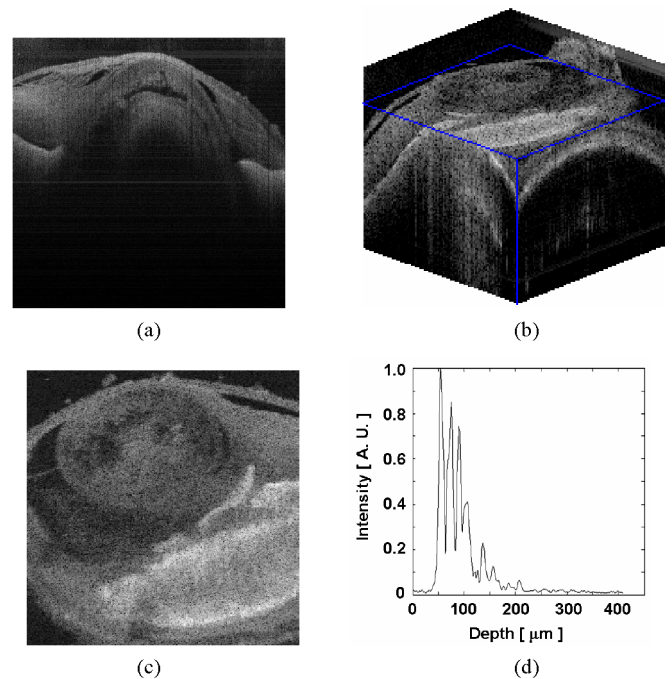 (a)
(b)
1.0
0.8
0.6
0.4
0.2
0
Intensity [ A. U. ]
0 100 200 300 400
Depth [ μm ]
(c)
(d)